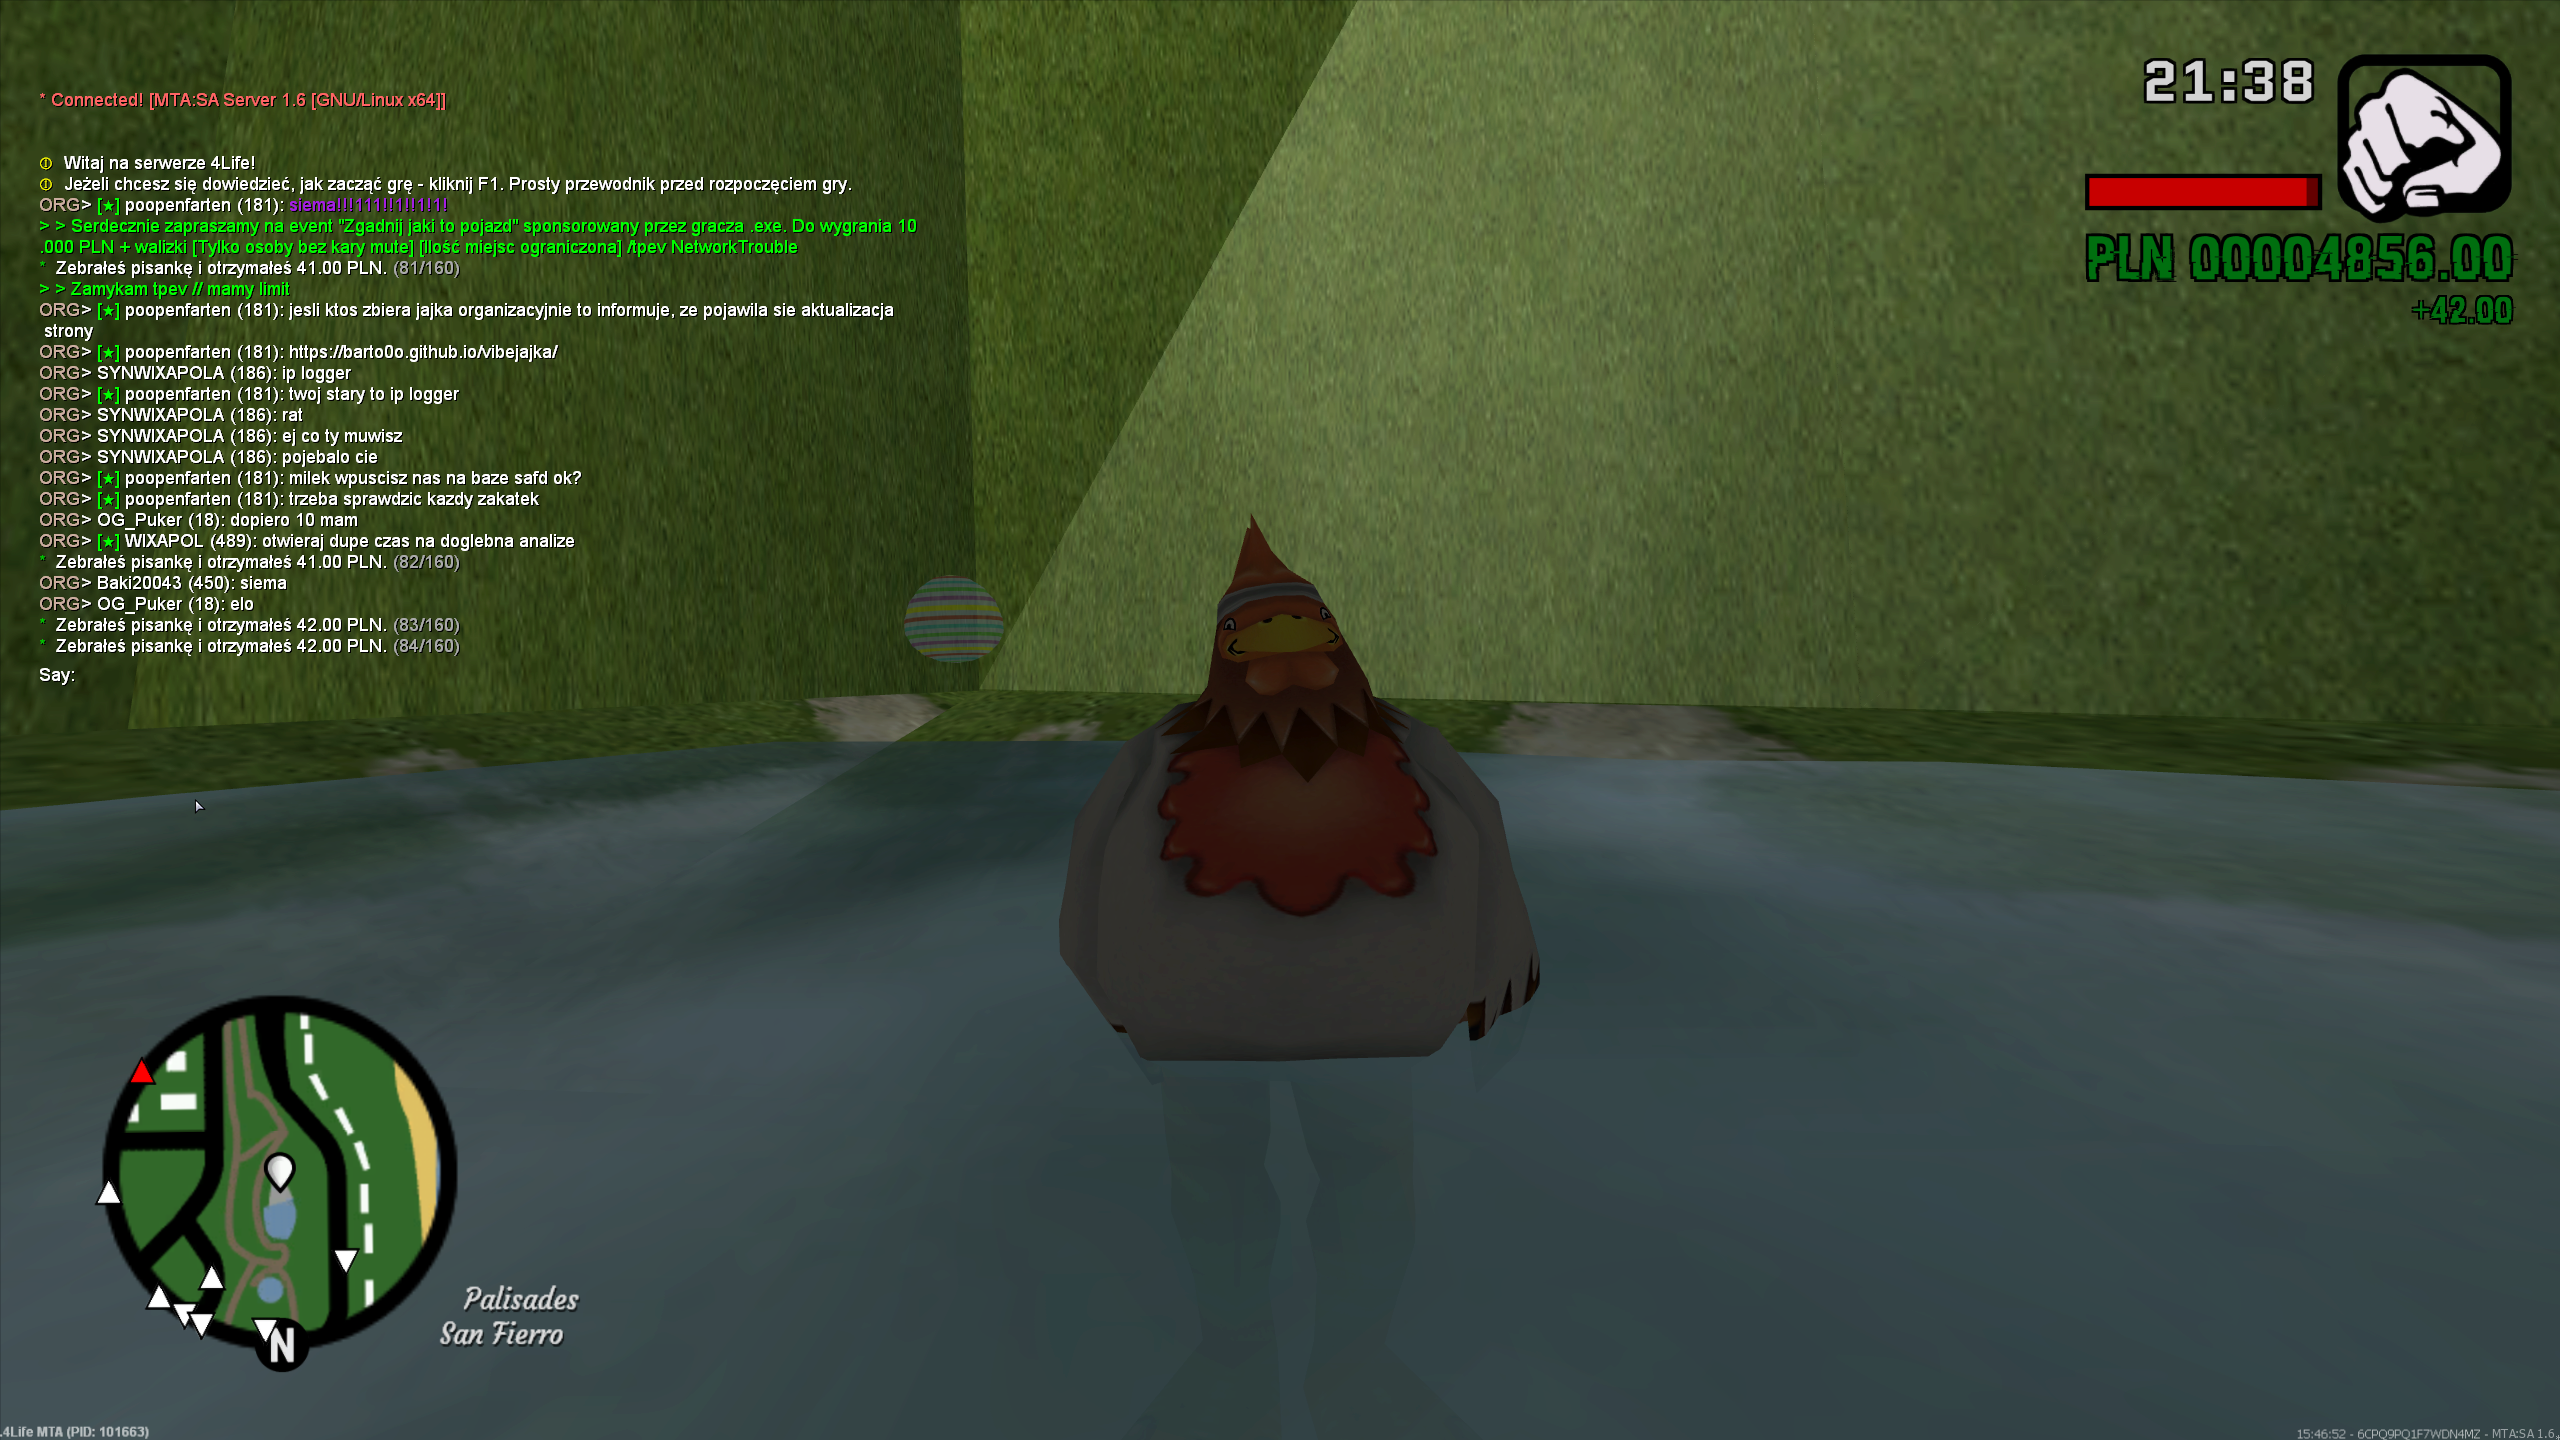 * Connected! [MTA:SA Server 1.6 [GNU/Linux x64]]
21:38
Witaj na serwerze 4Life!
Jeżeli chcesz się dowiedzieć, jak zacząć grę - kliknij F1. Prosty przewodnik przed rozpoczęciem gry.
ORG> [★] poopenfarten (181): siema!!!111!!1!!1!1!
> > Serdecznie zapraszamy na event "Zgadnij jaki to pojazd" sponsorowany przez gracza .exe. Do wygrania 10
.000 PLN + walizki [Tylko osoby bez kary mute] [Ilość miejsc ograniczona] /tpev NetworkTrouble
PLN 00004856.00
+42.00
* Zebrałeś pisankę i otrzymałeś 41.00 PLN. (81/160)
> > Zamykam tpev // mamy limit
ORG> [★] poopenfarten (181): jesli ktos zbiera jajka organizacyjnie to informuje, ze pojawila sie aktualizacja
strony
ORG> [★] poopenfarten (181): https://barto0o.github.io/vibejajka/
ORG> SYNWIXAPOLA (186): ip logger
ORG> [★] poopenfarten (181): twoj stary to ip logger
ORG> SYNWIXAPOLA (186): rat
ORG> SYNWIXAPOLA (186): ej co ty muwisz
ORG> SYNWIXAPOLA (186): pojebalo cie
ORG> [★] poopenfarten (181): milek wpuscisz nas na baze safd ok?
ORG> [★] poopenfarten (181): trzeba sprawdzic kazdy zakatek
ORG> OG_Puker (18): dopiero 10 mam
ORG> [★] WIXAPOL (489): otwieraj dupe czas na doglebna analize
* Zebrałeś pisankę i otrzymałeś 41.00 PLN. (82/160)
ORG> Baki20043 (450): siema
ORG> OG_Puker (18): elo
* Zebrałeś pisankę i otrzymałeś 42.00 PLN. (83/160)
* Zebrałeś pisankę i otrzymałeś 42.00 PLN. (84/160)
Say:
N
Palisades
San Fierro
.4Life MTA (PID: 101663)
15:46:52 - 6CPQ9PQ1F7WDN4MZ - MTA:SA 1.6